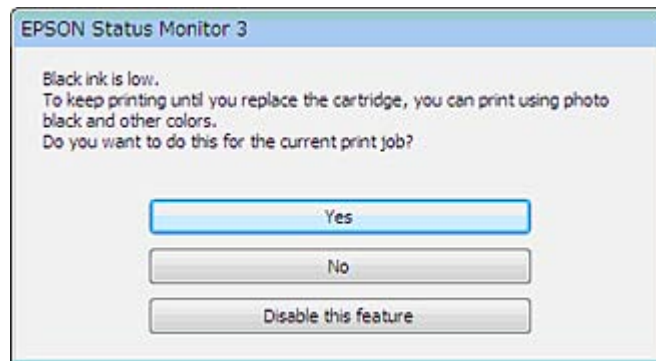 EPSON Status Monitor 3
Black ink is low.
To keep printing until you replace the cartridge, you can print using photo
black and other colors.
Do you want to do this for the current print job?
Yes
No
Disable this feature